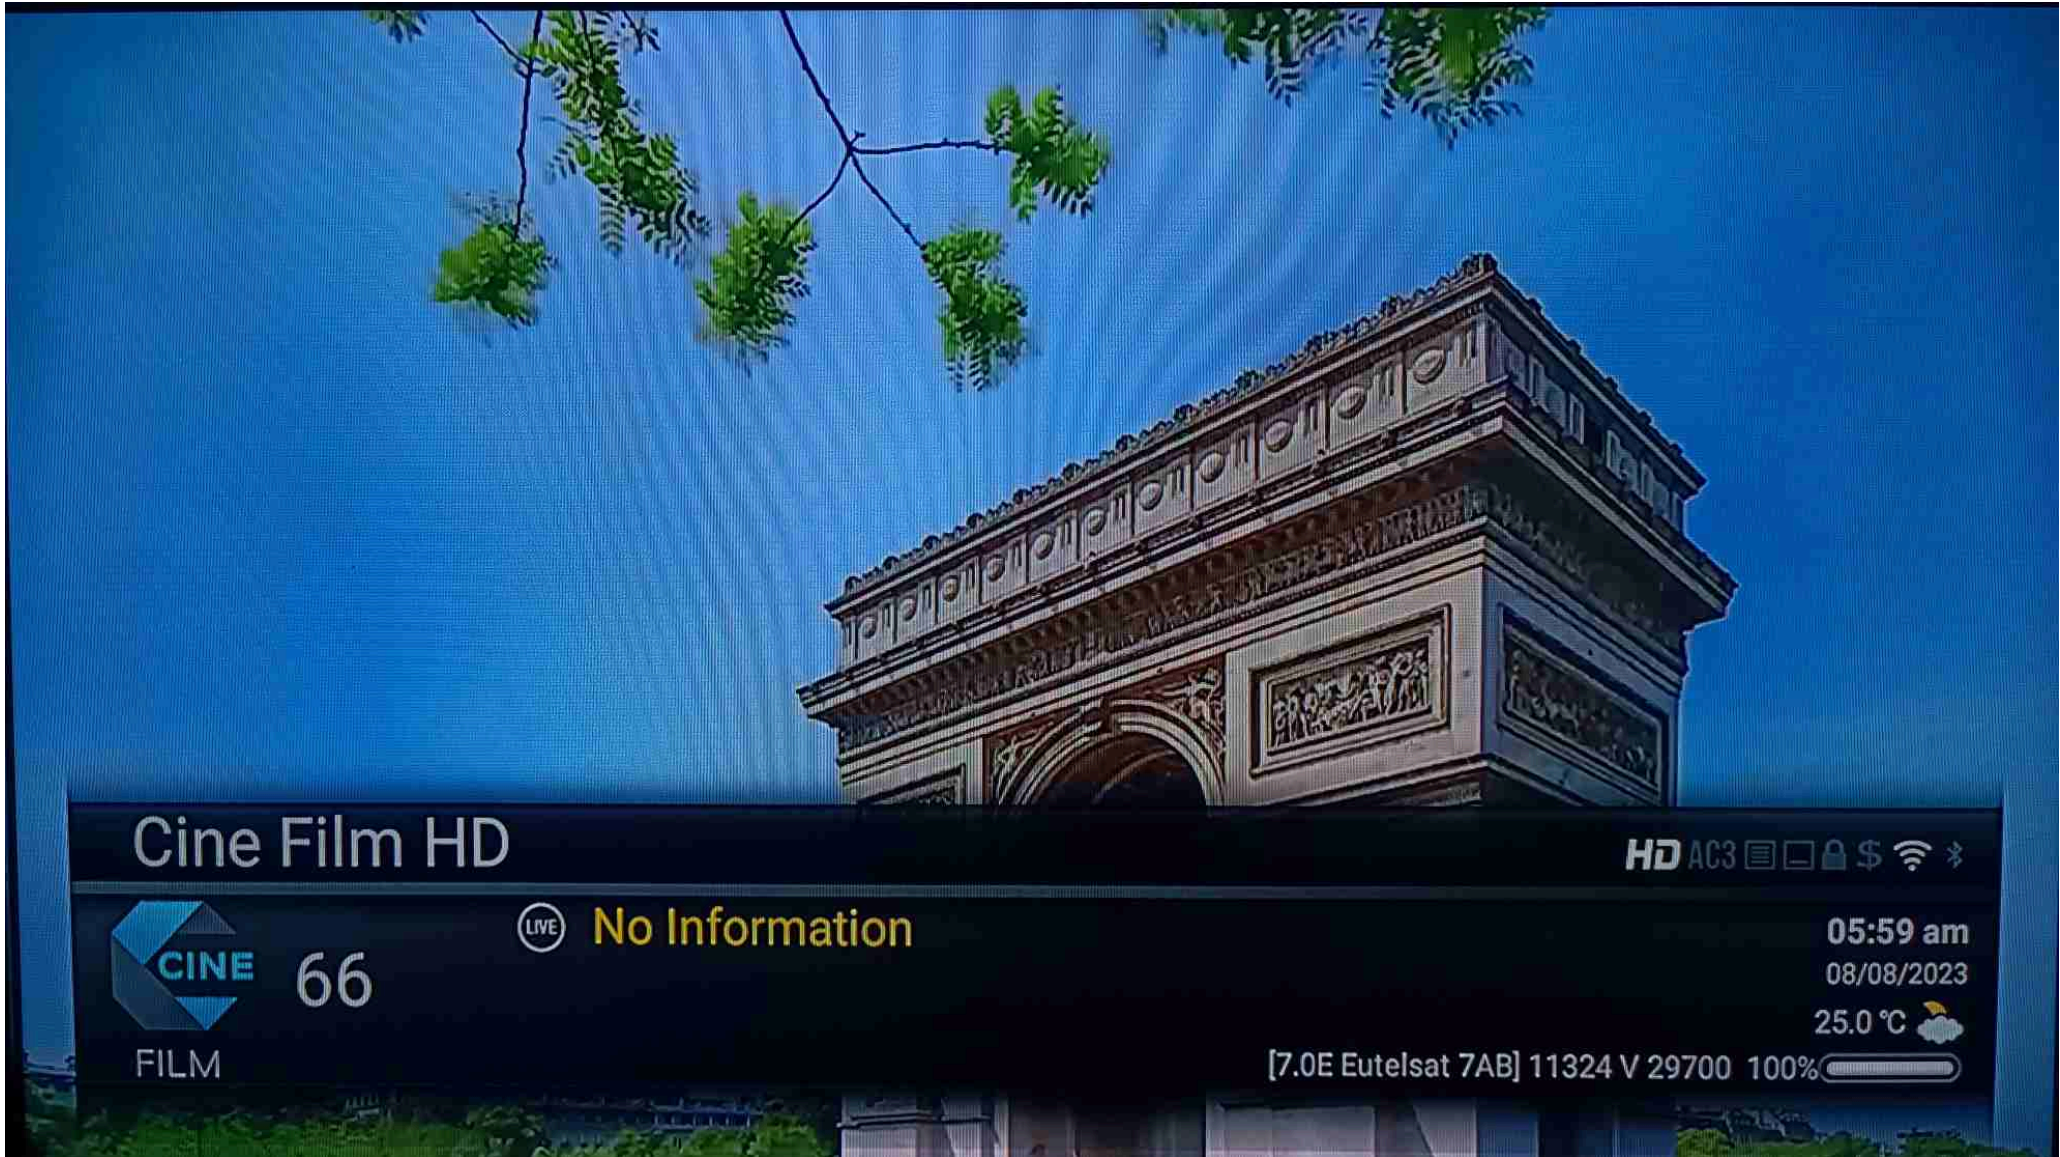 Cine Film HD
HD AC3 $
LIVE No Information
CINE
66
FILM
05:59 am
08/08/2023
25.0 °C
[7.0E Eutelsat 7AB] 11324 V 29700 100%